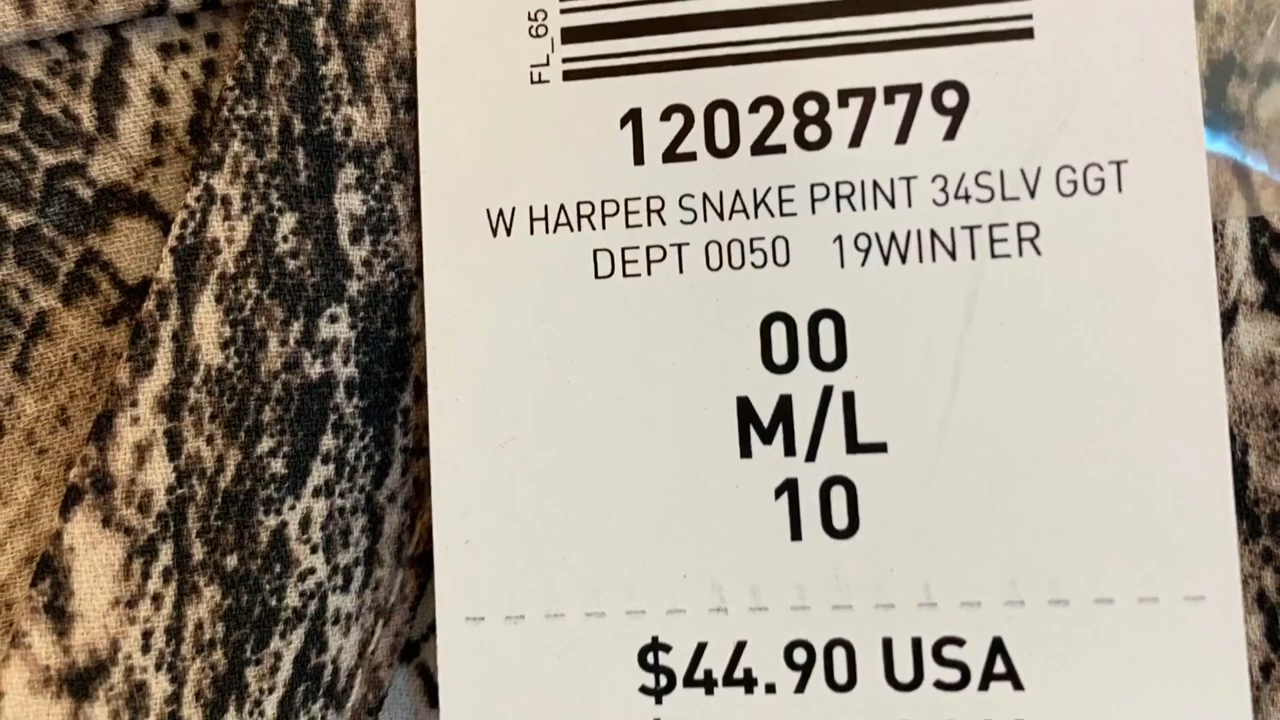 FL_65
12028779
W HARPER SNAKE PRINT 34SLV GGT
DEPT 0050 19WINTER
00
M/L
10
$44.90 USA